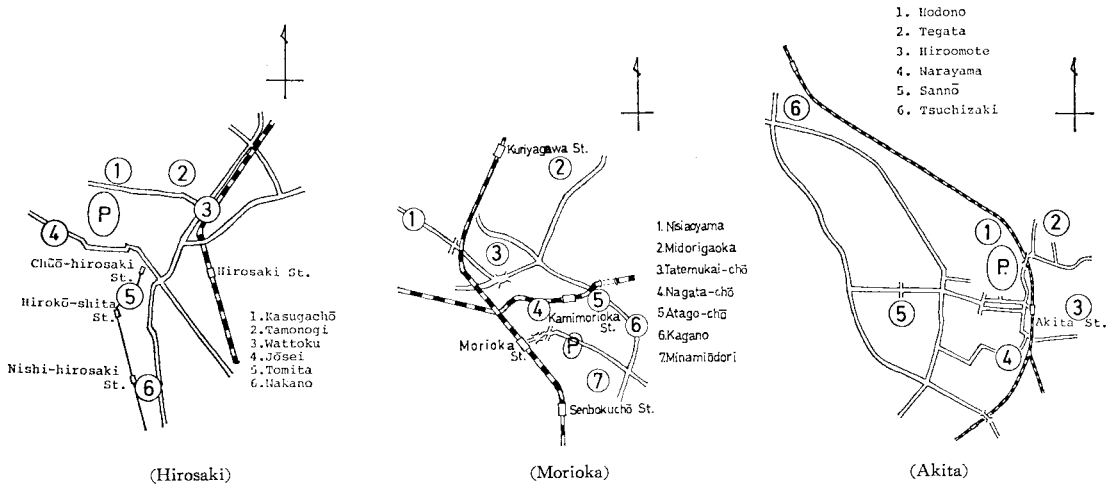 1
2
3
P
4
Chūō-hirosaki
St.
5
Hirokō-shita
St.
Nishi-hirosaki
St.
6
Hirosaki St.
1.Kasugachō
2.Tamonogi
3.Wattoku
4.Jōsei
5.Tomita
6.Nakano
(Hirosaki)
Kuriyagawa St.
2
1
3
4
Kamimorioka
St.
5
6
Morioka
St.
P
7
Senbokuchō St.
1.Nisiaoyama
2.Midorigaoka
3.Tatemukai-chō
4.Nagata-chō
5.Atago-chō
6.Kagano
7.Minamiōdori
(Morioka)
1. Hodono
2. Tegata
3. Hiroomote
4. Narayama
5. Sannō
6. Tsuchizaki
6
1
2
P
3
5
Akita St.
4
(Akita)